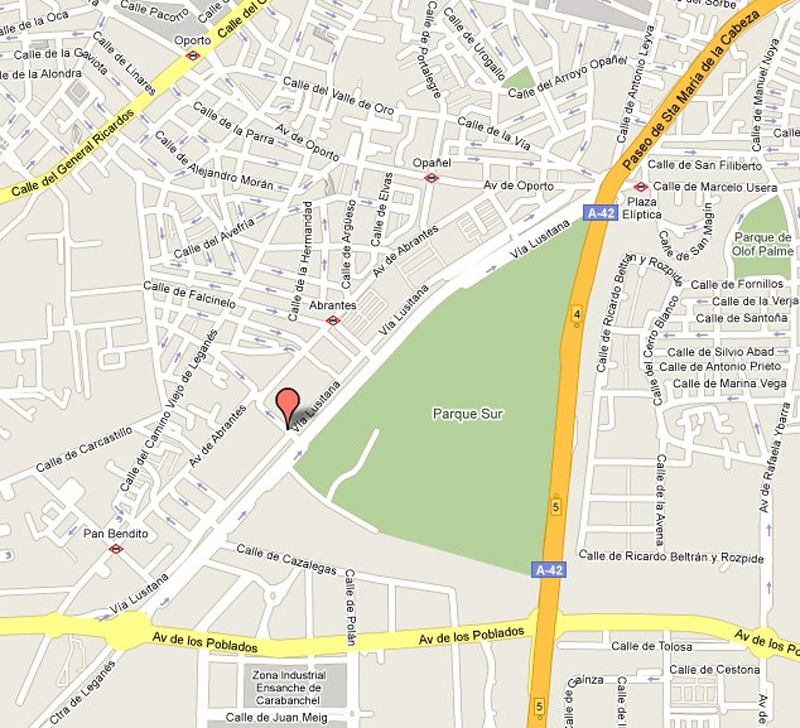 Calle de la Oca
Calle Pacorro
Calle del G
Calle de la Gaviota
Calle de Linares
Oporto
lle de la Alondra
Calle de Portalegre
Calle de Urogallo
Calle del Arroyo Opañel
Calle de Antonio Leyva
Paseo de Sta María de la Cabeza
del Sorbe
Calle de Manuel Noya
Calle del Valle de Oro
Calle de la Parra
Av de Oporto
Calle de la Vía
Calle del General Ricardos
Calle de Alejandro Morán
Opañel
Av de Oporto
Calle de San Filiberto
Calle de Marcelo Usera
Plaza
Elíptica
A-42
Calle de San Magín
Parque de
Olof Palme
Calle del Avefria
Calle de la Hermandad
Calle de Argüeso
Calle de Elvas
Av de Abrantes
Vía Lusitana
Calle de Ricardo Beltrán y Rozpide
Calle de Fornillos
Calle de la Verja
Calle de Santoña
Calle de Falcinelo
Abrantes
Vía Lusitana
4
Calle del Cerro Blanco
Calle de Silvio Abad
Calle de Antonio Prieto
Calle de Marina Vega
Calle del Camino Viejo de Leganés
Av de Abrantes
Vía Lusitana
Parque Sur
Calle de Carcastillo
Av de Rafaela Ybarra
Calle de la Avena
5
Pan Bendito
Calle de Cazalegas
Calle de Polán
A-42
Calle de Ricardo Beltrán y Rozpide
Vía Lusitana
Av de los Poblados
Av de los Poblados
Av de los Po
Calle de Tolosa
Calle de Cestona
Zona Industrial
Ensanche de
Carabanchel
Calle de Juan Meig
Ctra de Leganés
5
Calle de G
aínza
Calle de l
Av de